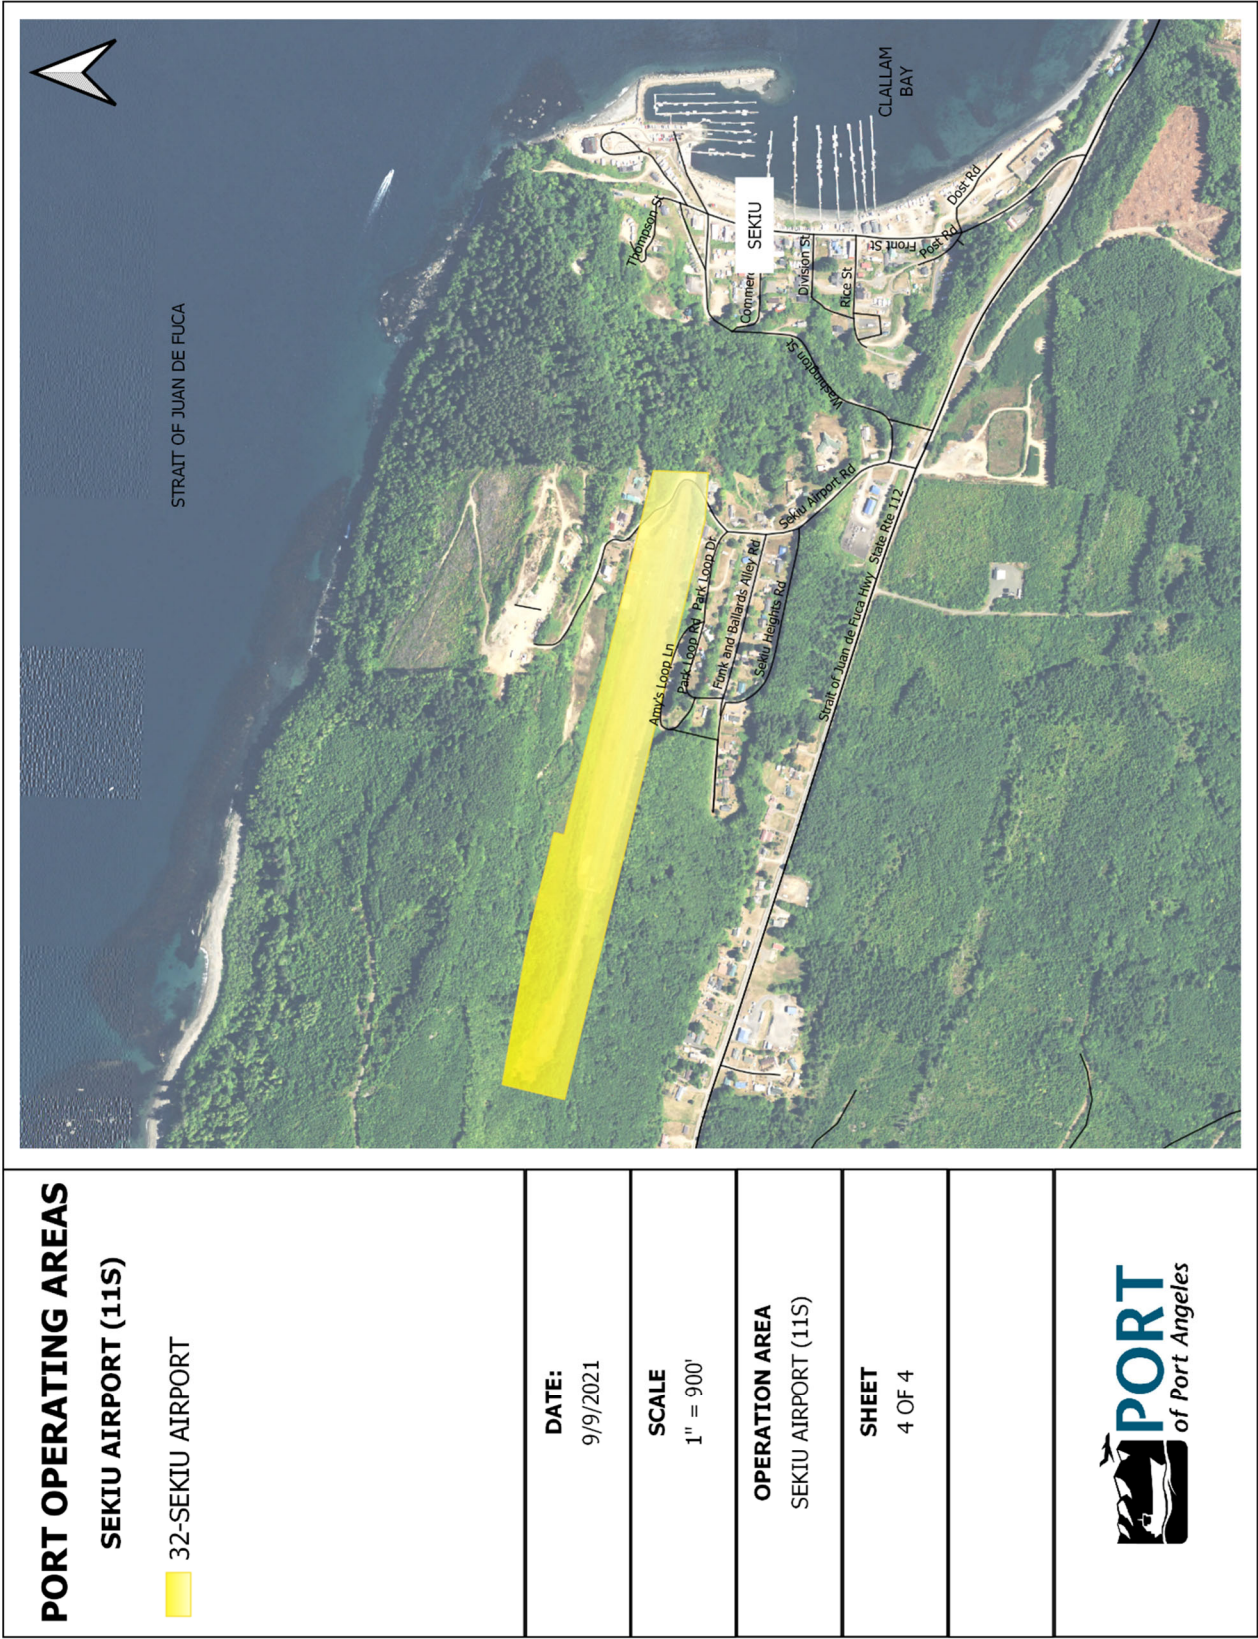 PORT OPERATING AREAS
SEKIU AIRPORT (11S)
32-SEKIU AIRPORT
DATE:
9/9/2021
SCALE
1" = 900'
OPERATION AREA
SEKIU AIRPORT (11S)
SHEET
4 OF 4
PORT
of Port Angeles
STRAIT OF JUAN DE FUCA
CLALLAM
BAY
SEKIU
Thompson St
Commerc
Division St
Rice St
Front St
Post Rd
Dost Rd
Washington St
Sekiu Airport Rd
Park Loop Dr
Park Loop Rd
Amy's Loop Ln
Funk and Ballards Alley Rd
Sekiu Heights Rd
Strait of Juan de Fuca Hwy
State Rte 112